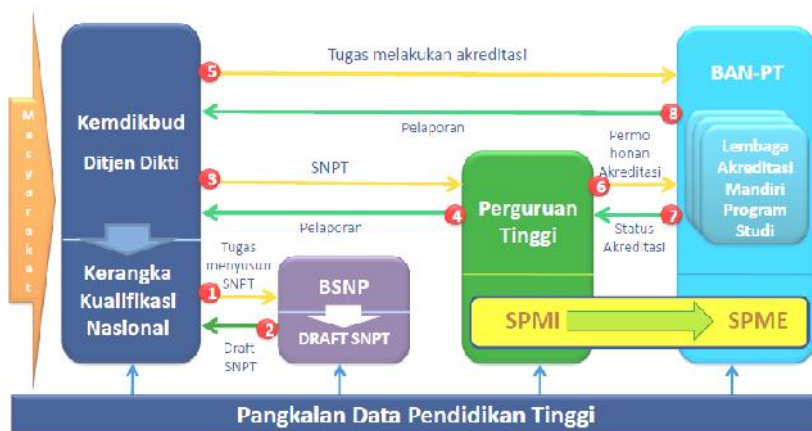 Masyarakat
Kemdikbud
Ditjen Dikti
Kerangka
Kualifikasi
Nasional
5
Tugas melakukan akreditasi
8
Pelaporan
3
SNPT
4
Pelaporan
Tugas
menyusun
SNPT
1
2
Draft
SNPT
BSNP
DRAFT SNPT
Perguruan
Tinggi
Permo
honan
Akreditasi
6
7
Status
Akreditasi
BAN-PT
Lembaga
Akreditasi
Mandiri
Program
Studi
SPMI
SPME
Pangkalan Data Pendidikan Tinggi